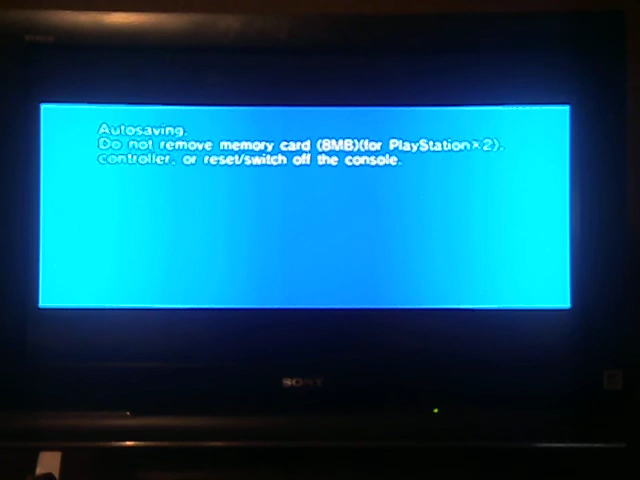 Autosaving.
Do not remove memory card (8MB)(for PlayStation×2),
controller, or reset/switch off the console.
SONY